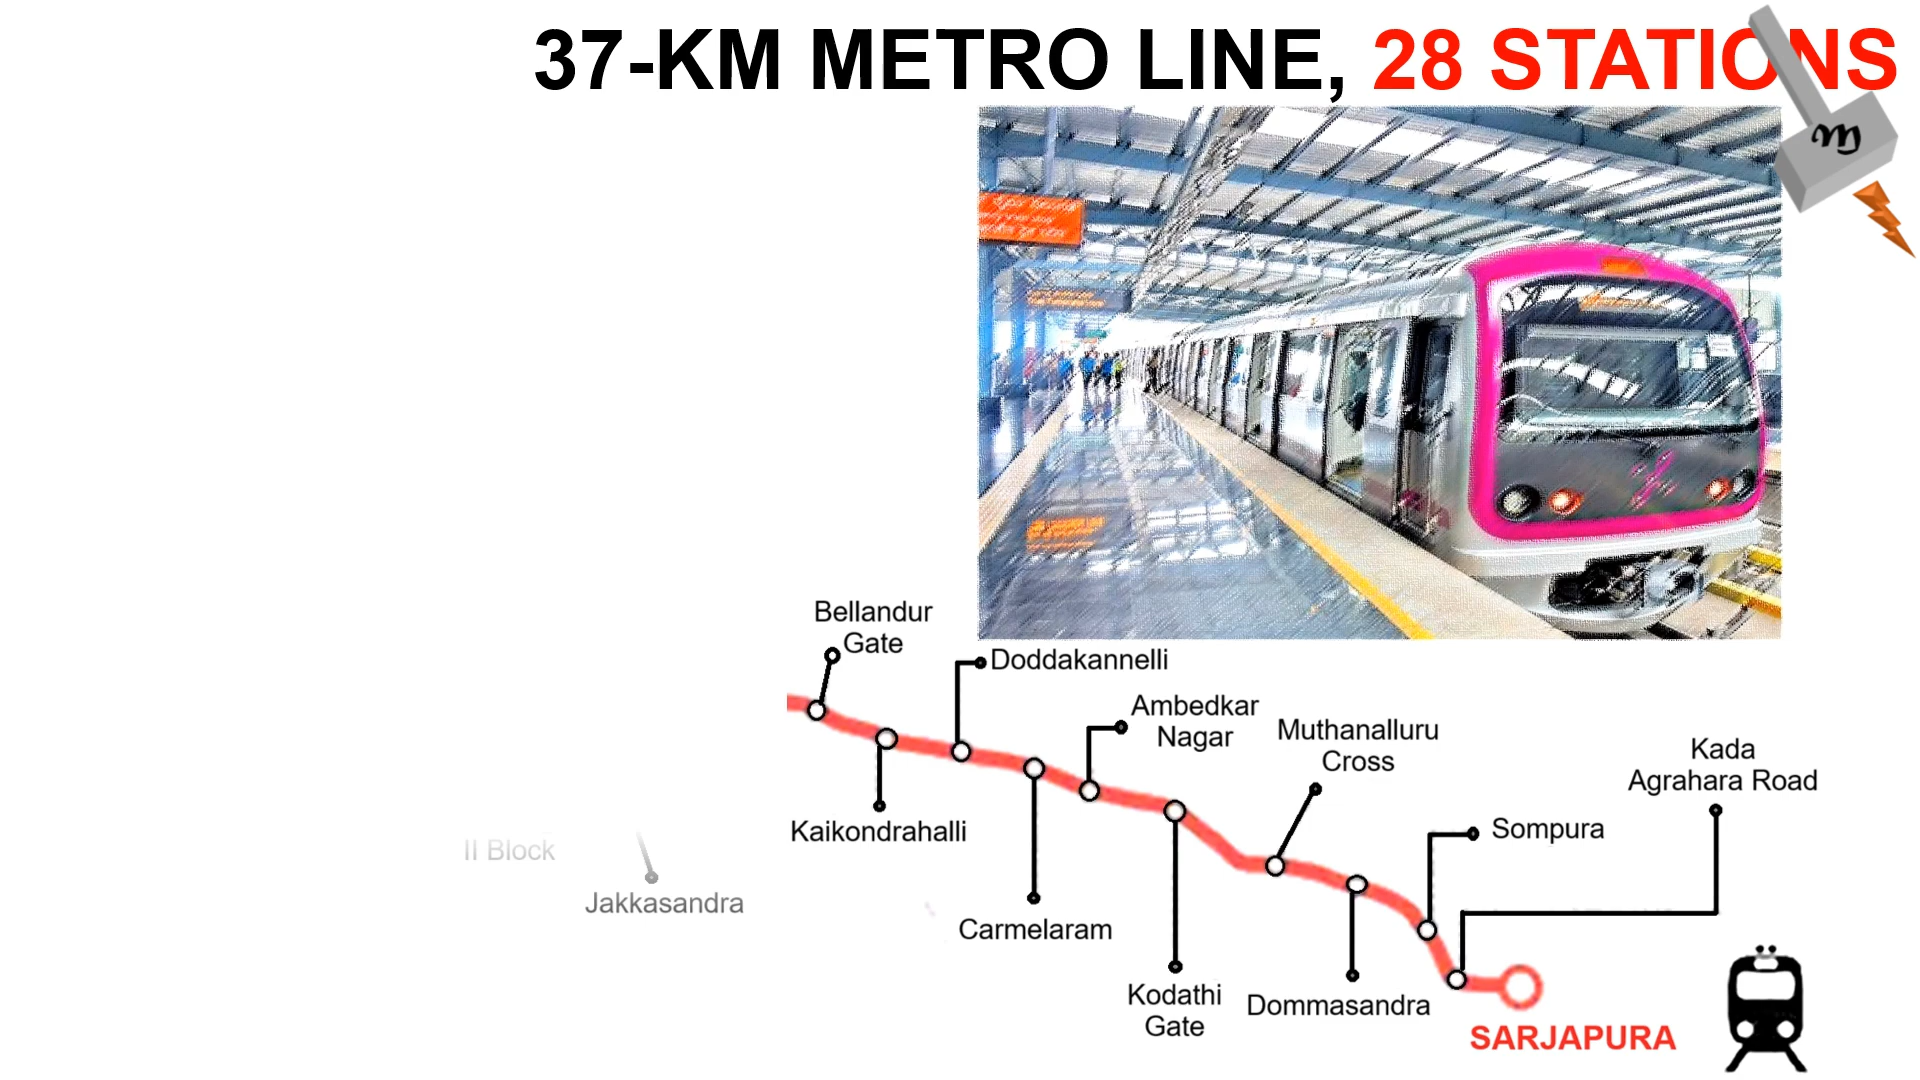 37-KM METRO LINE, 28 STATIONS
Bellandur
Gate
Doddakannelli
Ambedkar
Nagar
Muthanalluru
Cross
Kada
Agrahara Road
Kaikondrahalli
Sompura
II Block
Jakkasandra
Carmelaram
Kodathi
Gate
Dommasandra
SARJAPURA